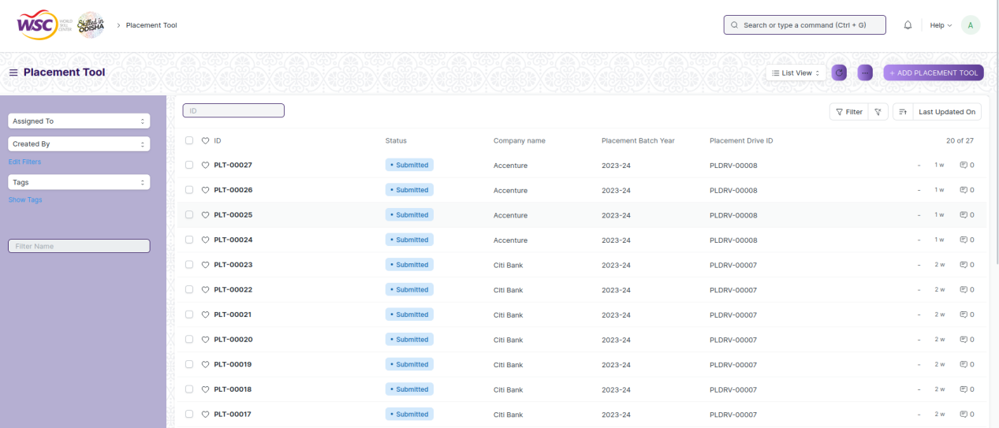 WSC WORLD SKILL CENTER Skilled in ODISHA > Placement Tool
Search or type a command (Ctrl + G)
Help
A
Placement Tool
List View
+ ADD PLACEMENT TOOL
Assigned To
Created By
Edit Filters
Tags
Show Tags
Filter Name
ID
Filter
Last Updated On
ID Status Company name Placement Batch Year Placement Drive ID 20 of 27
PLT-00027 • Submitted Accenture 2023-24 PLDRV-00008 - 1 w 0
PLT-00026 • Submitted Accenture 2023-24 PLDRV-00008 - 1 w 0
PLT-00025 • Submitted Accenture 2023-24 PLDRV-00008 - 1 w 0
PLT-00024 • Submitted Accenture 2023-24 PLDRV-00008 - 1 w 0
PLT-00023 • Submitted Citi Bank 2023-24 PLDRV-00007 - 2 w 0
PLT-00022 • Submitted Citi Bank 2023-24 PLDRV-00007 - 2 w 0
PLT-00021 • Submitted Citi Bank 2023-24 PLDRV-00007 - 2 w 0
PLT-00020 • Submitted Citi Bank 2023-24 PLDRV-00007 - 2 w 0
PLT-00019 • Submitted Citi Bank 2023-24 PLDRV-00007 - 2 w 0
PLT-00018 • Submitted Citi Bank 2023-24 PLDRV-00007 - 2 w 0
PLT-00017 • Submitted Citi Bank 2023-24 PLDRV-00007 - 2 w 0